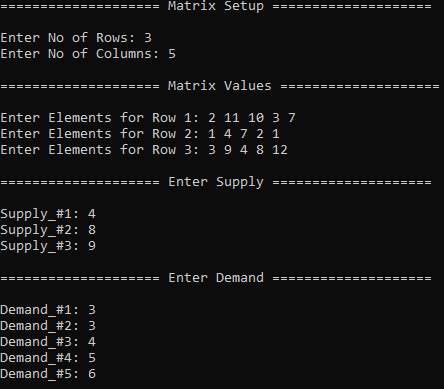 ==================== Matrix Setup ====================
Enter No of Rows: 3
Enter No of Columns: 5
==================== Matrix Values ====================
Enter Elements for Row 1: 2 11 10 3 7
Enter Elements for Row 2: 1 4 7 2 1
Enter Elements for Row 3: 3 9 4 8 12
==================== Enter Supply ====================
Supply_#1: 4
Supply_#2: 8
Supply_#3: 9
==================== Enter Demand ====================
Demand_#1: 3
Demand_#2: 3
Demand_#3: 4
Demand_#4: 5
Demand_#5: 6